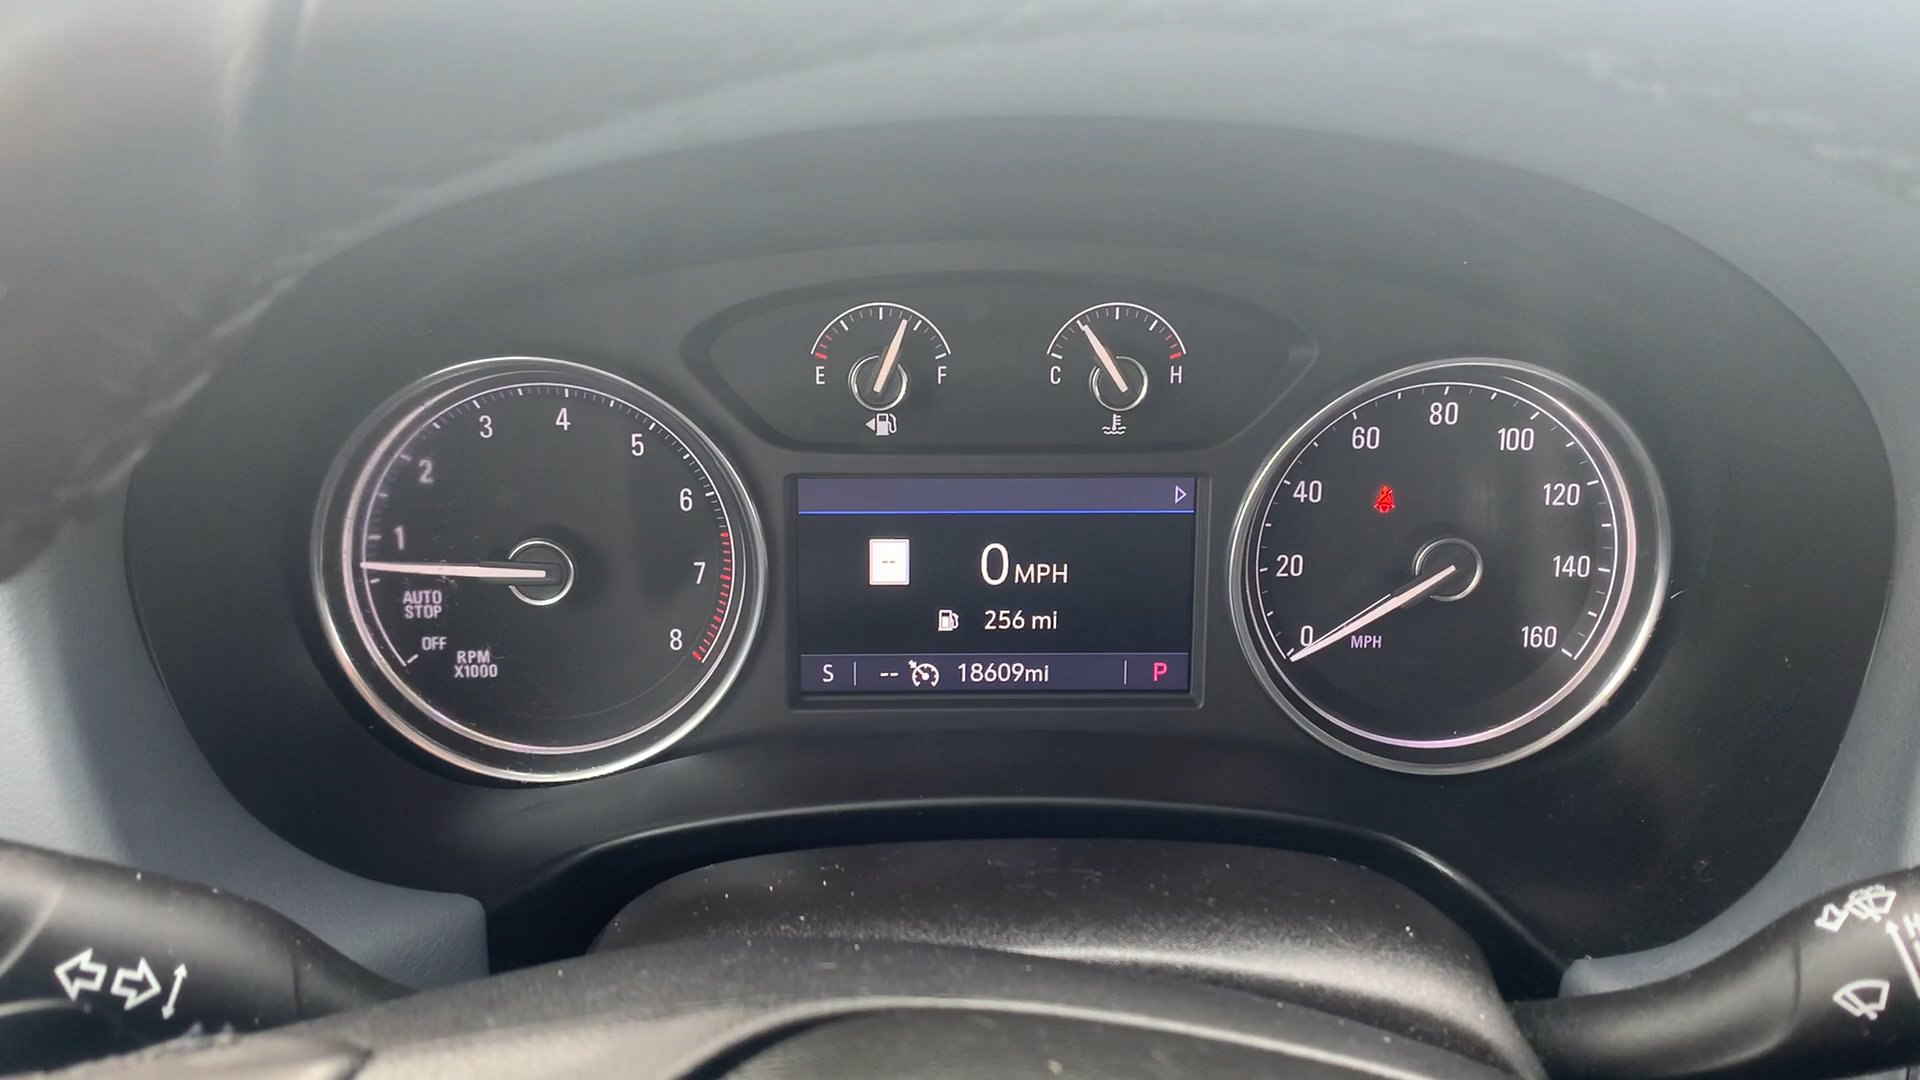 E F
C H
1 2 3 4 5 6 7 8
AUTO
STOP
OFF
RPM
X1000
--
0 MPH
256 mi
S -- 18609mi P
0 20 40 60 80 100 120 140 160
MPH